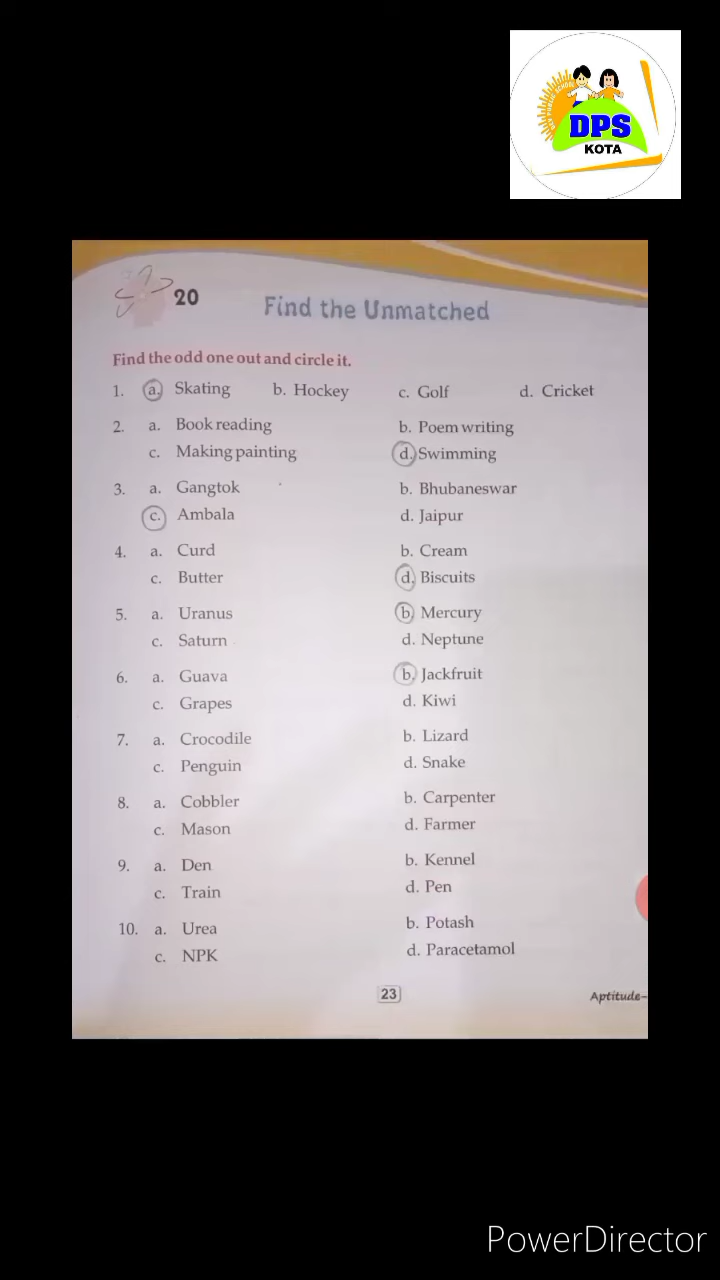 DPS
KOTA
20 Find the Unmatched
Find the odd one out and circle it.
1. a. Skating b. Hockey c. Golf d. Cricket
2. a. Book reading b. Poem writing
c. Making painting d. Swimming
3. a. Gangtok b. Bhubaneswar
c. Ambala d. Jaipur
4. a. Curd b. Cream
c. Butter d. Biscuits
5. a. Uranus b. Mercury
c. Saturn d. Neptune
6. a. Guava b. Jackfruit
c. Grapes d. Kiwi
7. a. Crocodile b. Lizard
c. Penguin d. Snake
8. a. Cobbler b. Carpenter
c. Mason d. Farmer
9. a. Den b. Kennel
c. Train d. Pen
10. a. Urea b. Potash
c. NPK d. Paracetamol
23 Aptitude-
PowerDirector